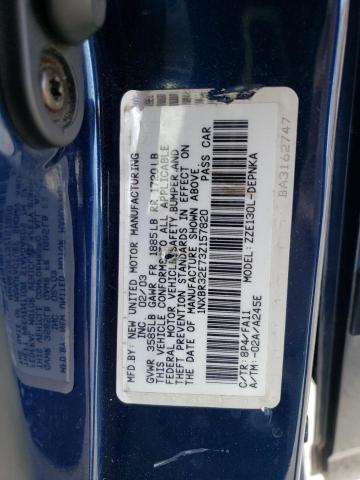 MFD.BY: NEW UNITED MOTOR MANUFACTURING
INC. 02/03
GVWR 3585LB GAWR FR 1885LB RR 1720LB
THIS VEHICLE CONFORMS TO ALL APPLICABLE
FEDERAL MOTOR VEHICLE SAFETY,BUMPER,AND
THEFT PREVENTION STANDARDS IN EFFECT ON
THE DATE OF MANUFACTURE SHOWN ABOVE.
1NXBR32E73Z157820 PASS CAR
C/TR: 8P4/FA11 MODEL: ZZE130L-DEPNKA
A/TM:-02A/A245E
BA3162747